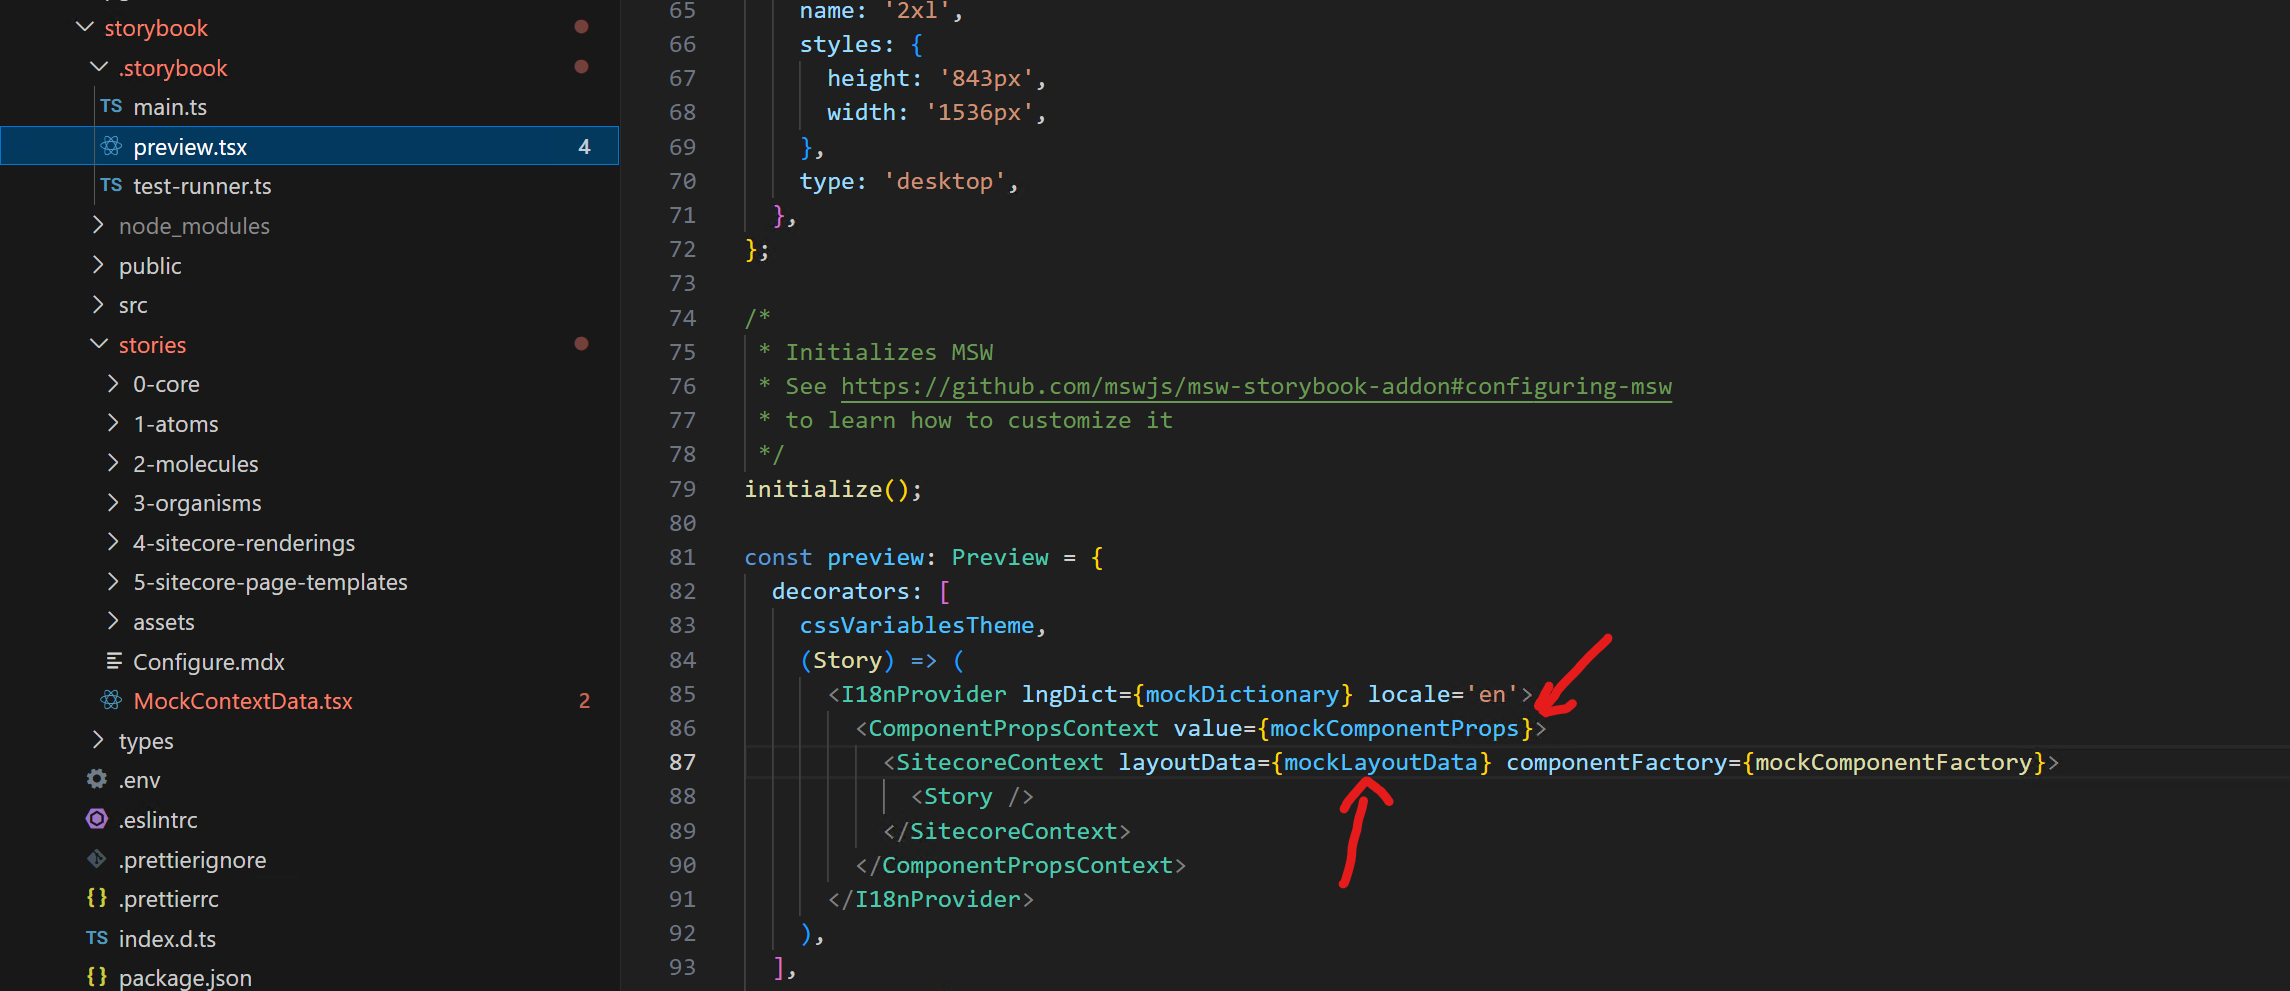 storybook
.storybook
TS main.ts
preview.tsx 4
TS test-runner.ts
node_modules
public
src
stories
0-core
1-atoms
2-molecules
3-organisms
4-sitecore-renderings
5-sitecore-page-templates
assets
Configure.mdx
MockContextData.tsx 2
types
.env
.eslintrc
.prettierignore
{} .prettierrc
TS index.d.ts
{} package.json
65 name: '2xl',
66 styles: {
67 height: '843px',
68 width: '1536px',
69 },
70 type: 'desktop',
71 },
72 };
73
74 /*
75 * Initializes MSW
76 * See https://github.com/mswjs/msw-storybook-addon#configuring-msw
77 * to learn how to customize it
78 */
79 initialize();
80
81 const preview: Preview = {
82 decorators: [
83 cssVariablesTheme,
84 (Story) => (
85 <I18nProvider lngDict={mockDictionary} locale='en'>
86 <ComponentPropsContext value={mockComponentProps}>
87 <SitecoreContext layoutData={mockLayoutData} componentFactory={mockComponentFactory}>
88 <Story />
89 </SitecoreContext>
90 </ComponentPropsContext>
91 </I18nProvider>
92 ),
93 ],